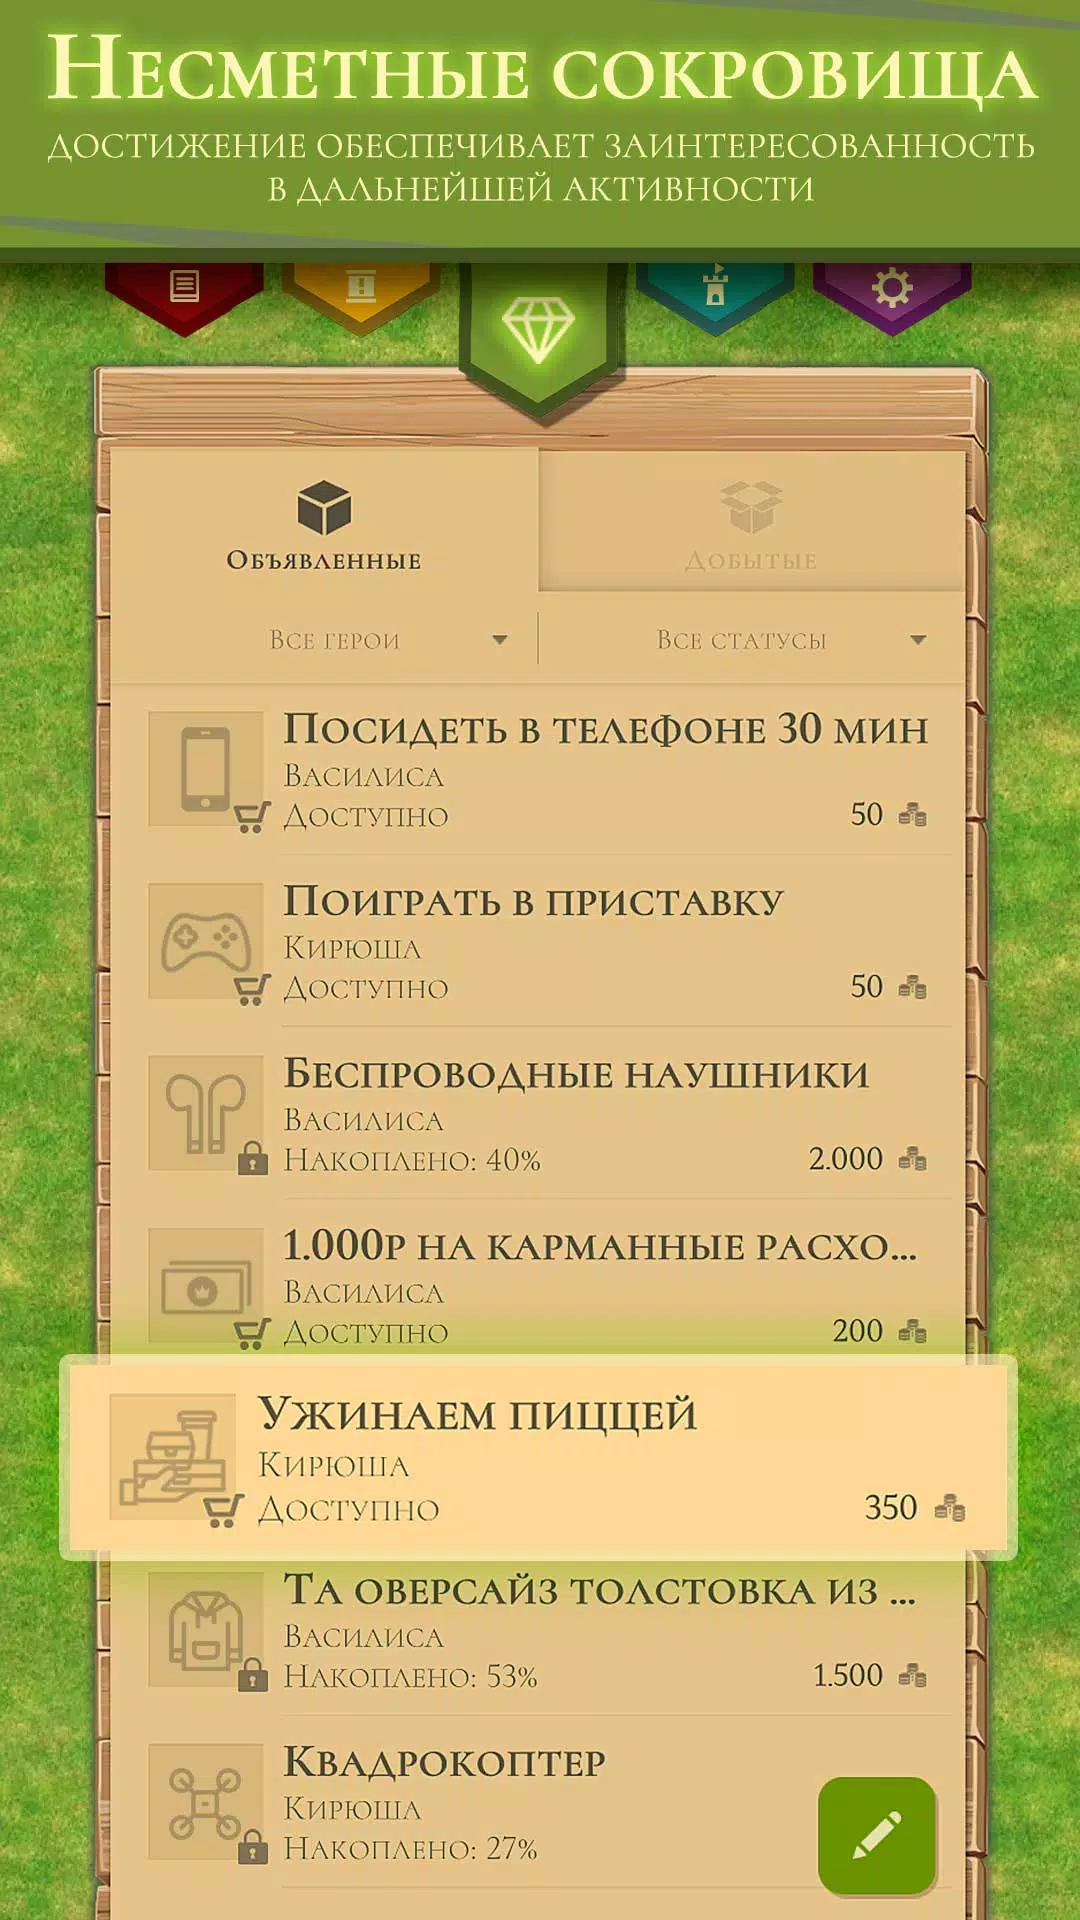 Несметные сокровища
достижение обеспечивает заинтересованность
в дальнейшей активности
Объявленные
Добытые
Все герои
Все статусы
Посидеть в телефоне 30 мин
Василиса
Доступно
50
Поиграть в приставку
Кирюша
Доступно
50
Беспроводные наушники
Василиса
Накоплено: 40%
2.000
1.000р на карманные расхо...
Василиса
Доступно
200
Ужинаем пиццей
Кирюша
Доступно
350
Та оверсайз толстовка из ...
Василиса
Накоплено: 53%
1.500
Квадрокоптер
Кирюша
Накоплено: 27%